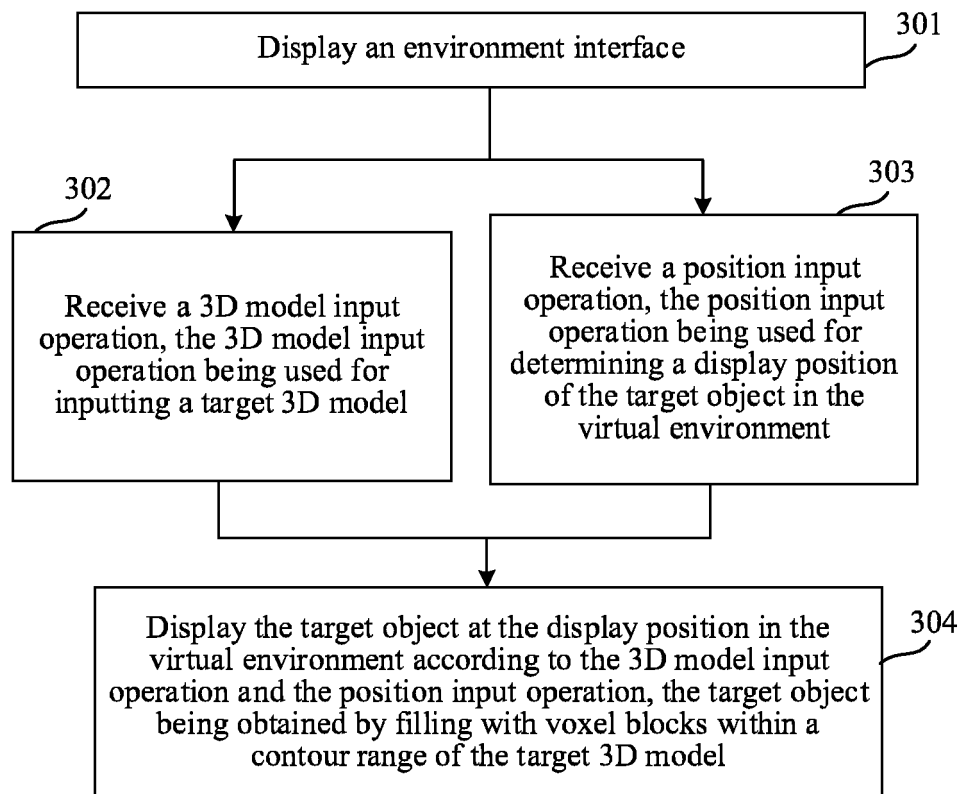 Display an environment interface
301
302
303
Receive a 3D model input
operation, the 3D model input
operation being used for
inputting a target 3D model
Receive a position input
operation, the position input
operation being used for
determining a display position
of the target object in the
virtual environment
304
Display the target object at the display position in the
virtual environment according to the 3D model input
operation and the position input operation, the target object
being obtained by filling with voxel blocks within a
contour range of the target 3D model